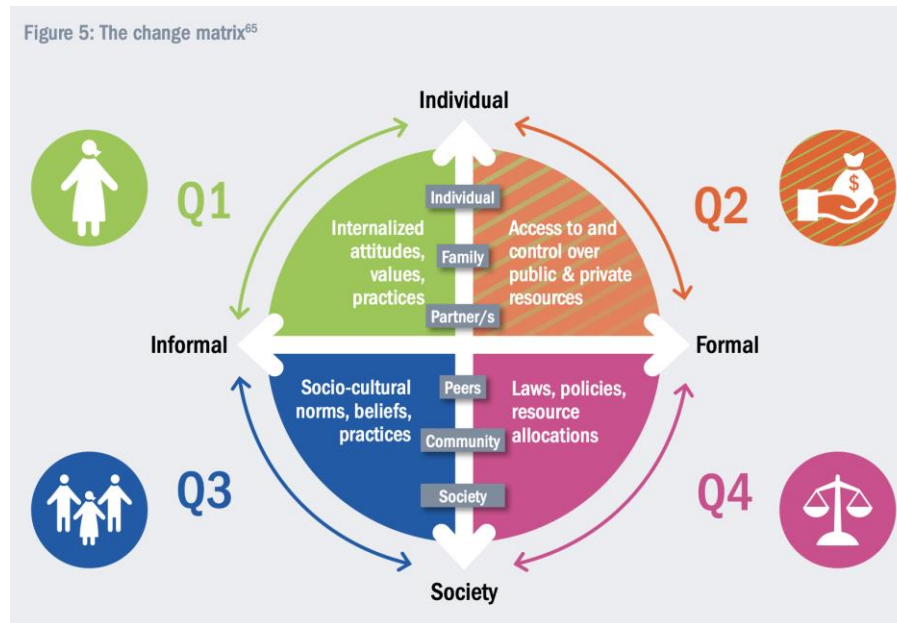 Figure 5: The change matrix65
Individual
Q1
Q2
$
Individual
Internalized
attitudes,
values,
practices
Family
Access to and
control over
public & private
resources
Partner/s
Informal
Formal
Socio-cultural
norms, beliefs,
practices
Peers
Laws, policies,
resource
allocations
Community
Society
Q3
Q4
Society